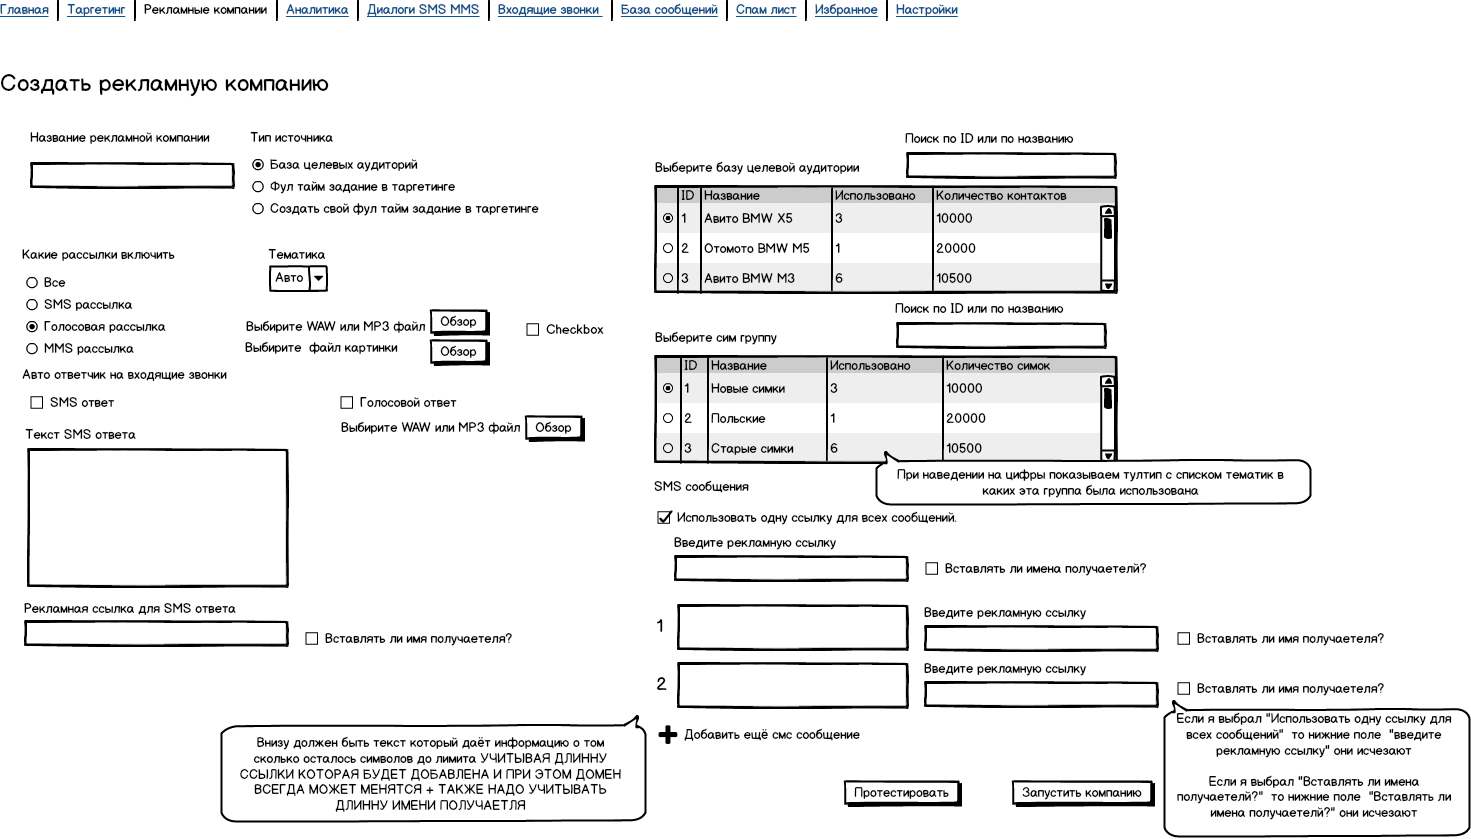 Главная Таргетинг Рекламные компании Аналитика Диалоги SMS MMS Входящие звонки База сообщений Спам лист Избранное Настройки
Создать рекламную компанию
Название рекламной компании
Тип источника
База целевых аудиторий
Фул тайм задание в таргетинге
Создать свой фул тайм задание в таргетинге
Какие рассылки включить
Все
SMS рассылка
Голосовая рассылка
MMS рассылка
Тематика
Авто
Выбирите WAW или MP3 файл Обзор
Checkbox
Выбирите файл картинки Обзор
Авто ответчик на входящие звонки
SMS ответ
Голосовой ответ
Выбирите WAW или MP3 файл Обзор
Текст SMS ответа
Рекламная ссылка для SMS ответа
Вставлять ли имя получаетеля?
Внизу должен быть текст который даёт информацию о том
сколько осталось символов до лимита УЧИТЫВАЯ ДЛИННУ
ССЫЛКИ КОТОРАЯ БУДЕТ ДОБАВЛЕНА И ПРИ ЭТОМ ДОМЕН
ВСЕГДА МОЖЕТ МЕНЯТСЯ + ТАКЖЕ НАДО УЧИТЫВАТЬ
ДЛИННУ ИМЕНИ ПОЛУЧАЕТЛЯ
Поиск по ID или по названию
Выберите базу целевой аудитории
ID Название Использовано Количество контактов
1 Авито BMW X5 3 10000
2 Отомото BMW M5 1 20000
3 Авито BMW M3 6 10500
Поиск по ID или по названию
Выберите сим группу
ID Название Использовано Количество симок
1 Новые симки 3 10000
2 Польские 1 20000
3 Старые симки 6 10500
При наведении на цифры показываем тултип с списком тематик в
каких эта группа была использована
SMS сообщения
Использовать одну ссылку для всех сообщений.
Введите рекламную ссылку
Вставлять ли имена получаетелй?
1
Введите рекламную ссылку
Вставлять ли имя получаетеля?
2
Введите рекламную ссылку
Вставлять ли имя получаетеля?
Добавить ещё смс сообщение
Если я выбрал "Использовать одну ссылку для
всех сообщений" то нижние поле "введите
рекламную ссылку" они исчезают
Если я выбрал "Вставлять ли имена
получаетелй?" то нижние поле "Вставлять ли
имена получаетелй?" они исчезают
Протестировать
Запустить компанию